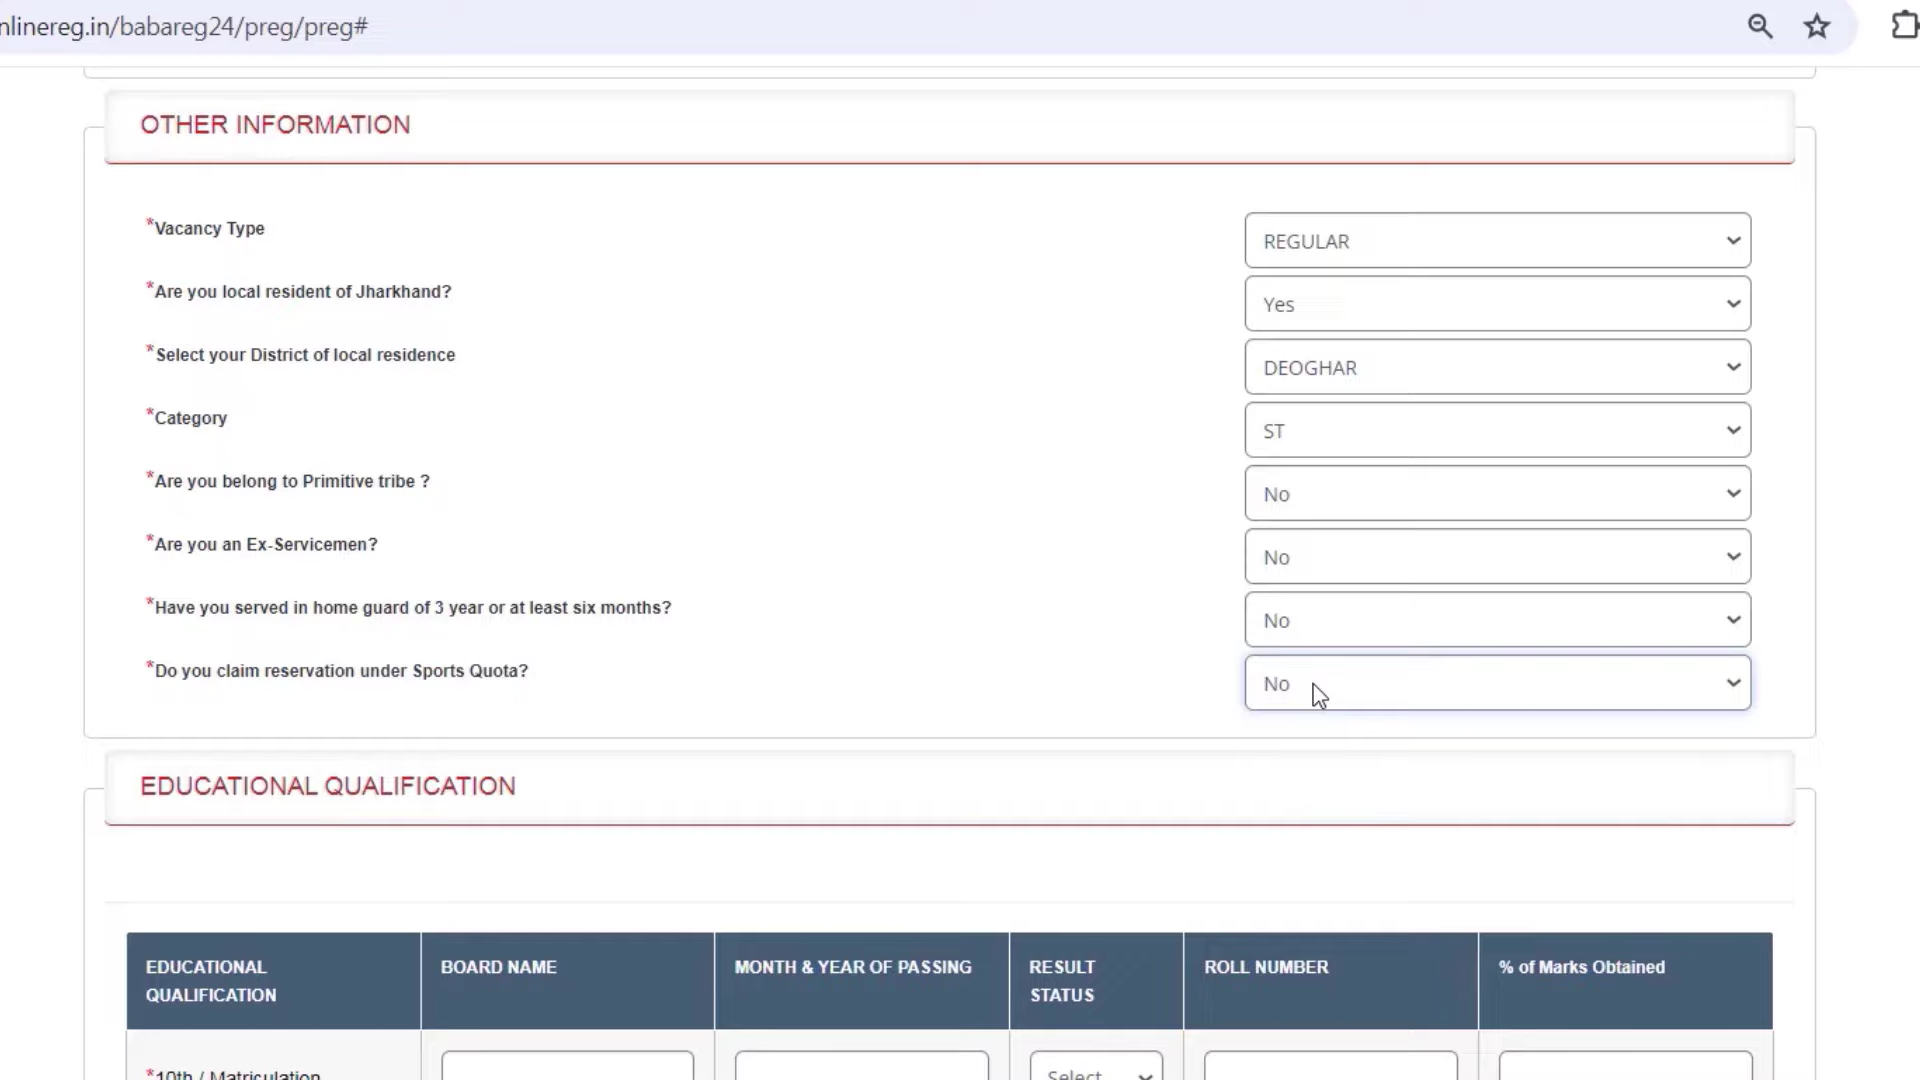 nlinereg.in/babareg24/preg/preg#
OTHER INFORMATION
*Vacancy Type
REGULAR
*Are you local resident of Jharkhand?
Yes
*Select your District of local residence
DEOGHAR
*Category
ST
*Are you belong to Primitive tribe ?
No
*Are you an Ex-Servicemen?
No
*Have you served in home guard of 3 year or at least six months?
No
*Do you claim reservation under Sports Quota?
No
EDUCATIONAL QUALIFICATION
EDUCATIONAL QUALIFICATION
BOARD NAME
MONTH & YEAR OF PASSING
RESULT STATUS
ROLL NUMBER
% of Marks Obtained
*10th / Matriculation
Select